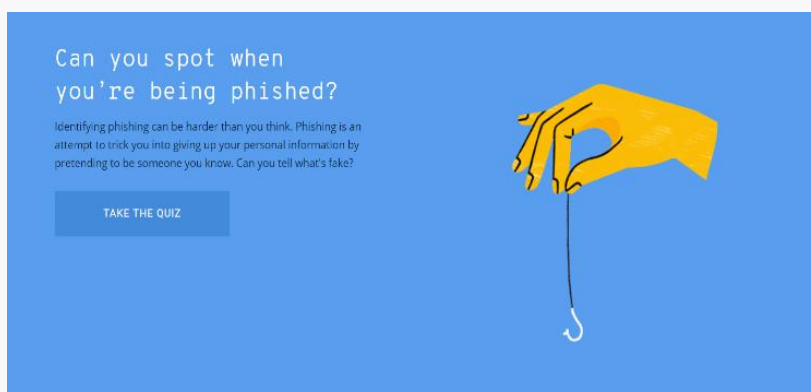 Can you spot when
you’re being phished?
Identifying phishing can be harder than you think. Phishing is an
attempt to trick you into giving up your personal information by
pretending to be someone you know. Can you tell what's fake?
TAKE THE QUIZ